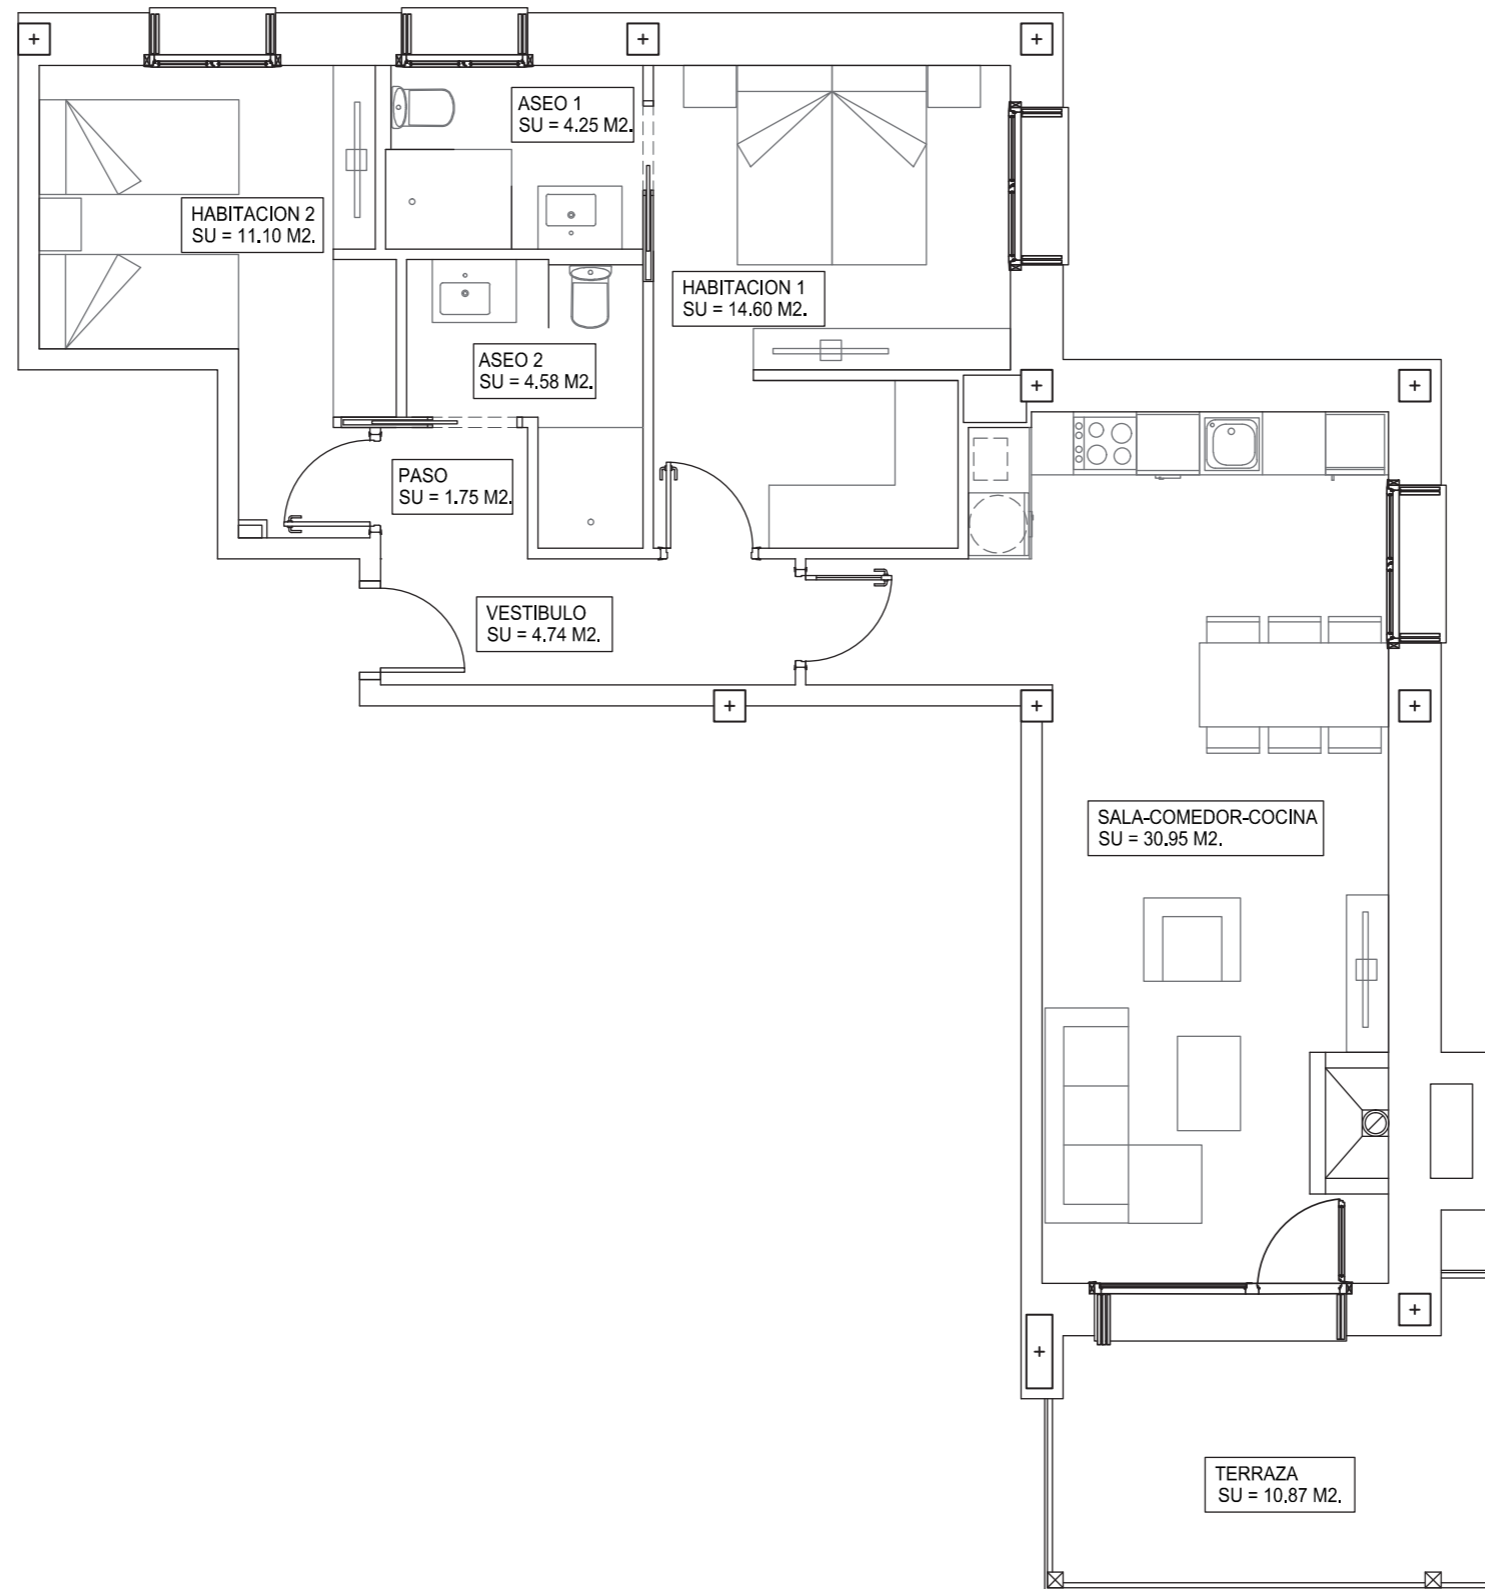 ASEO 1
SU = 4.25 M2.
HABITACION 2
SU = 11.10 M2.
HABITACION 1
SU = 14.60 M2.
ASEO 2
SU = 4.58 M2.
PASO
SU = 1.75 M2.
VESTIBULO
SU = 4.74 M2.
SALA-COMEDOR-COCINA
SU = 30.95 M2.
TERRAZA
SU = 10.87 M2.